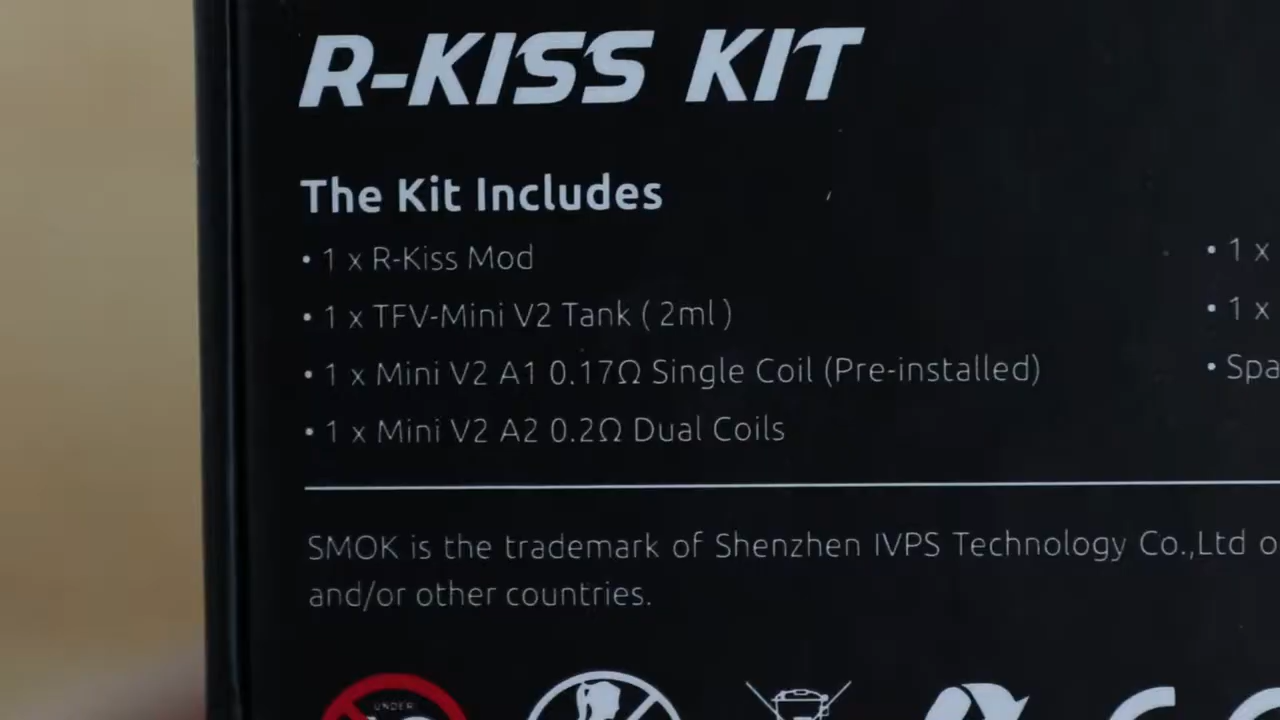 R-KISS KIT
The Kit Includes
• 1 x R-Kiss Mod
• 1 x TFV-Mini V2 Tank ( 2ml )
• 1 x Mini V2 A1 0.17Ω Single Coil (Pre-installed)
• 1 x Mini V2 A2 0.2Ω Dual Coils
• 1 x
• 1 x
•
SMOK is the trademark of Shenzhen IVPS Technology Co.,Ltd
and/or other countries.
UNDER